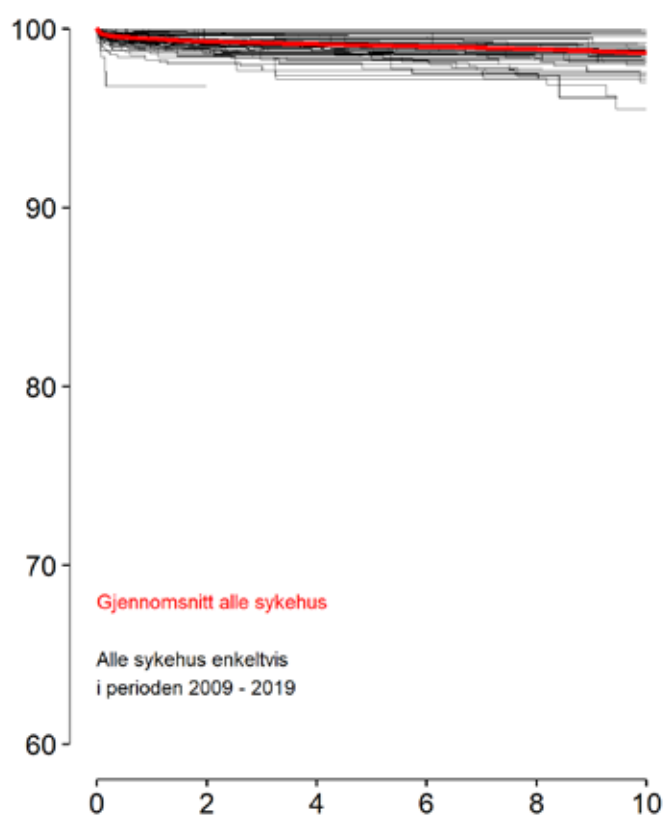 100
90
80
70
Gjennomsnitt alle sykehus
Alle sykehus enkeltvis
i perioden 2009 - 2019
60
0 2 4 6 8 10